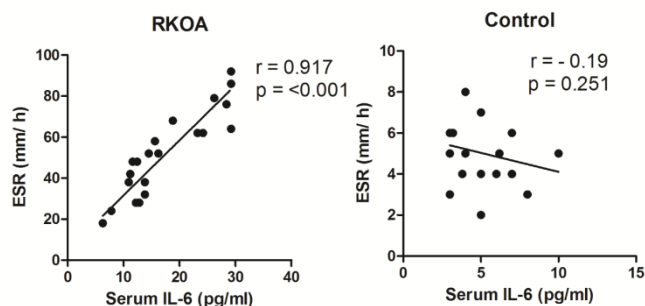 RKOA
r = 0.917
p = <0.001
100
80
60
40
20
0
ESR (mm/ h)
0 10 20 30 40
Serum IL-6 (pg/ml)
Control
r = - 0.19
p = 0.251
10
8
6
4
2
0
ESR (mm/ h)
0 5 10 15
Serum IL-6 (pg/ml)